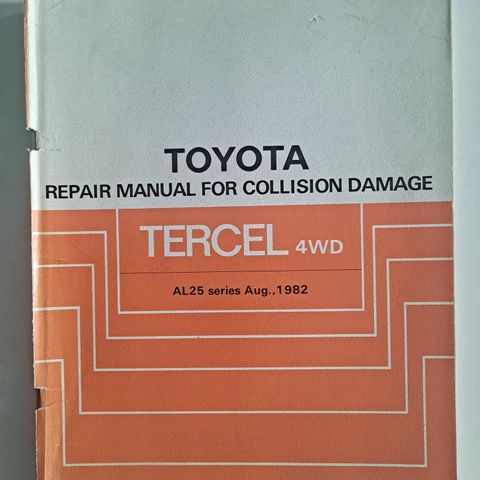 TOYOTA
REPAIR MANUAL FOR COLLISION DAMAGE
TERCEL 4WD
AL25 series Aug.,1982